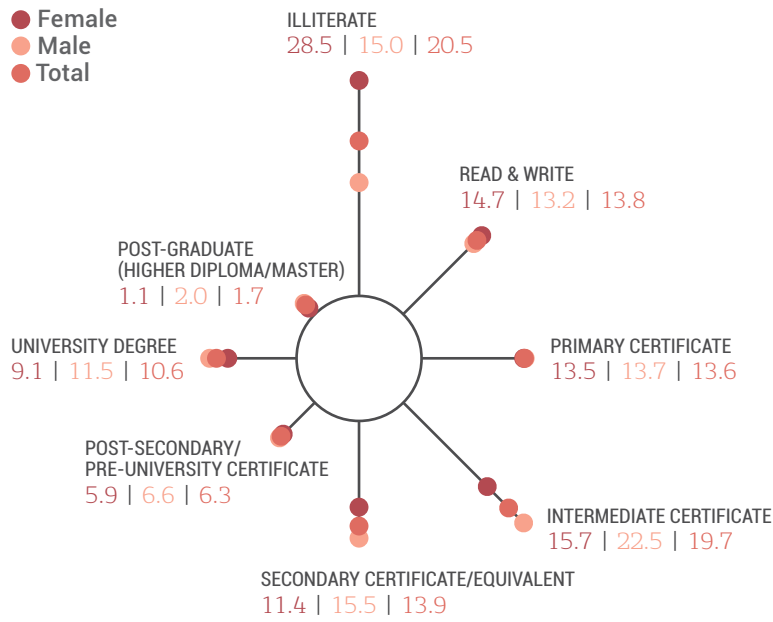 Female
Male
Total
ILLITERATE
28.5 | 15.0 | 20.5
READ & WRITE
14.7 | 13.2 | 13.8
POST-GRADUATE
(HIGHER DIPLOMA/MASTER)
1.1 | 2.0 | 1.7
UNIVERSITY DEGREE
9.1 | 11.5 | 10.6
PRIMARY CERTIFICATE
13.5 | 13.7 | 13.6
POST-SECONDARY/
PRE-UNIVERSITY CERTIFICATE
5.9 | 6.6 | 6.3
INTERMEDIATE CERTIFICATE
15.7 | 22.5 | 19.7
SECONDARY CERTIFICATE/EQUIVALENT
11.4 | 15.5 | 13.9